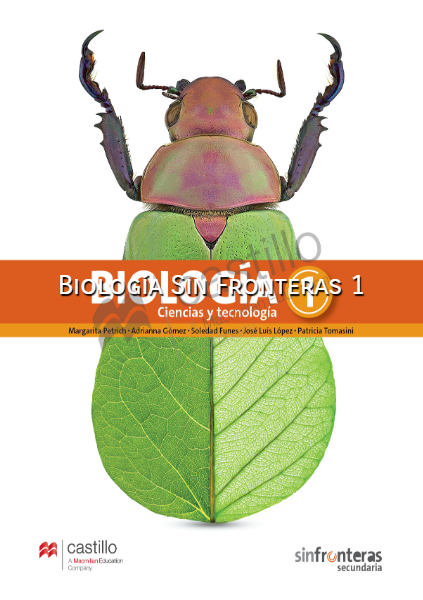 castillo
BIOLOGÍA 1
BIOLOGÍA SIN FRONTERAS 1
Ciencias y tecnología
Margarita Petrich • Adrianna Gómez • Soledad Funes • José Luis López • Patricia Tomasini
castillo
A Macmillan Education
Company
sinfronteras
secundaria